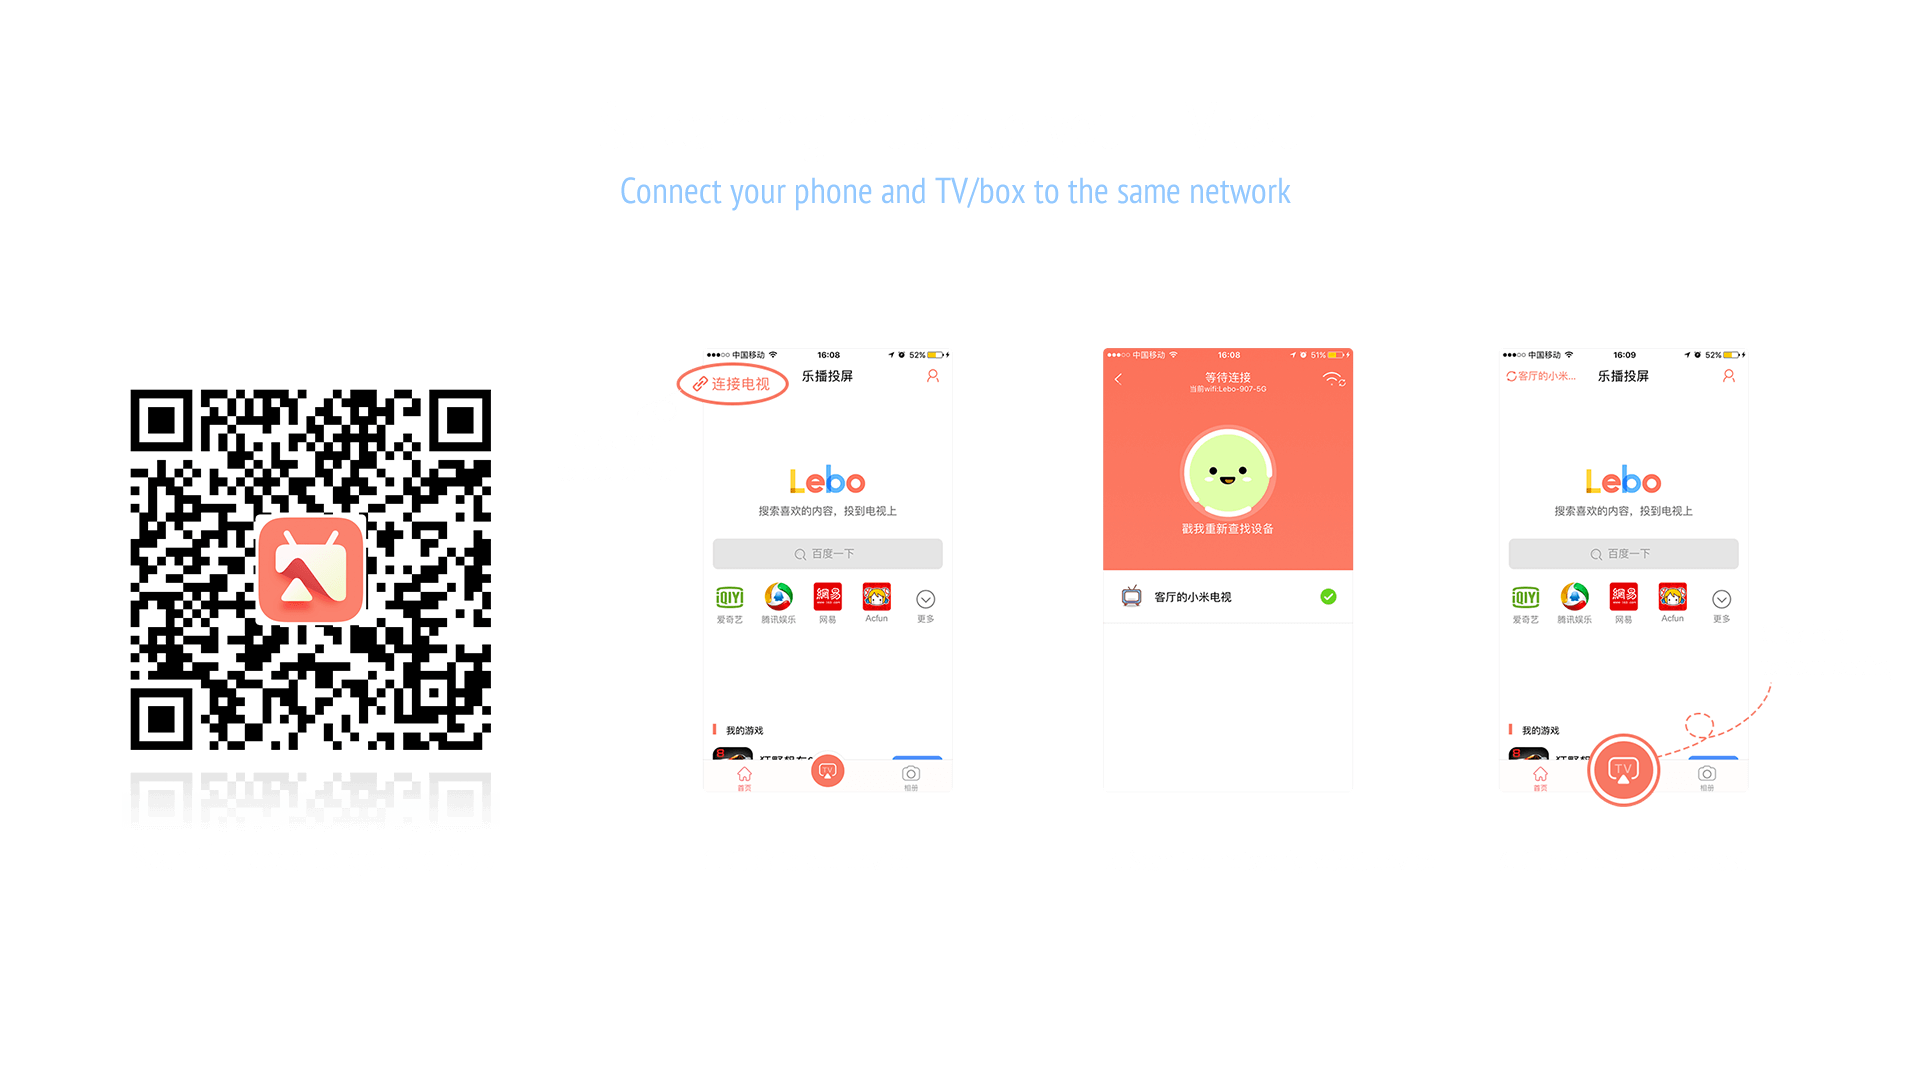 Connect your phone and TV/box to the same network
中国移动
16:08
52%
连接电视
乐播投屏
Lebo
搜索喜欢的内容，投到电视上
百度一下
iQIYI
網易
爱奇艺
腾讯娱乐
网易
Acfun
更多
我的游戏
TV
首页
相册
中国移动
16:08
51%
等待连接
当前wifi:Lebo-907-5G
戳我重新查找设备
客厅的小米电视
中国移动
16:09
52%
客厅的小米...
乐播投屏
Lebo
搜索喜欢的内容，投到电视上
百度一下
iQIYI
網易
爱奇艺
腾讯娱乐
网易
Acfun
更多
我的游戏
TV
首页
相册